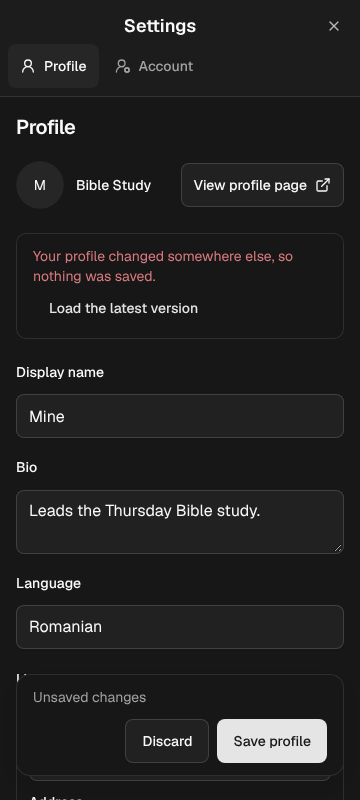 Settings
Profile
Account
Profile
M
Bible Study
View profile page
Your profile changed somewhere else, so
nothing was saved.
Load the latest version
Display name
Mine
Bio
Leads the Thursday Bible study.
Language
Romanian
Unsaved changes
Discard
Save profile